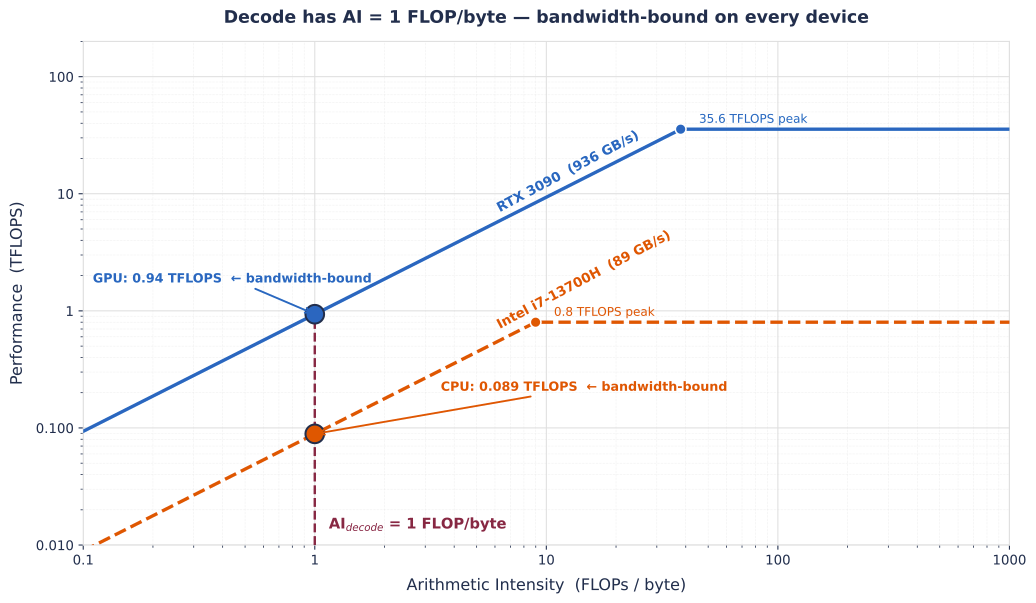 Decode has AI = 1 FLOP/byte — bandwidth-bound on every device
Performance (TFLOPS)
100
10
1
0.100
0.010
35.6 TFLOPS peak
RTX 3090 (936 GB/s)
Intel i7-13700H (89 GB/s)
GPU: 0.94 TFLOPS ← bandwidth-bound
0.8 TFLOPS peak
CPU: 0.089 TFLOPS ← bandwidth-bound
AIdecode = 1 FLOP/byte
0.1
1
10
100
1000
Arithmetic Intensity (FLOPs / byte)